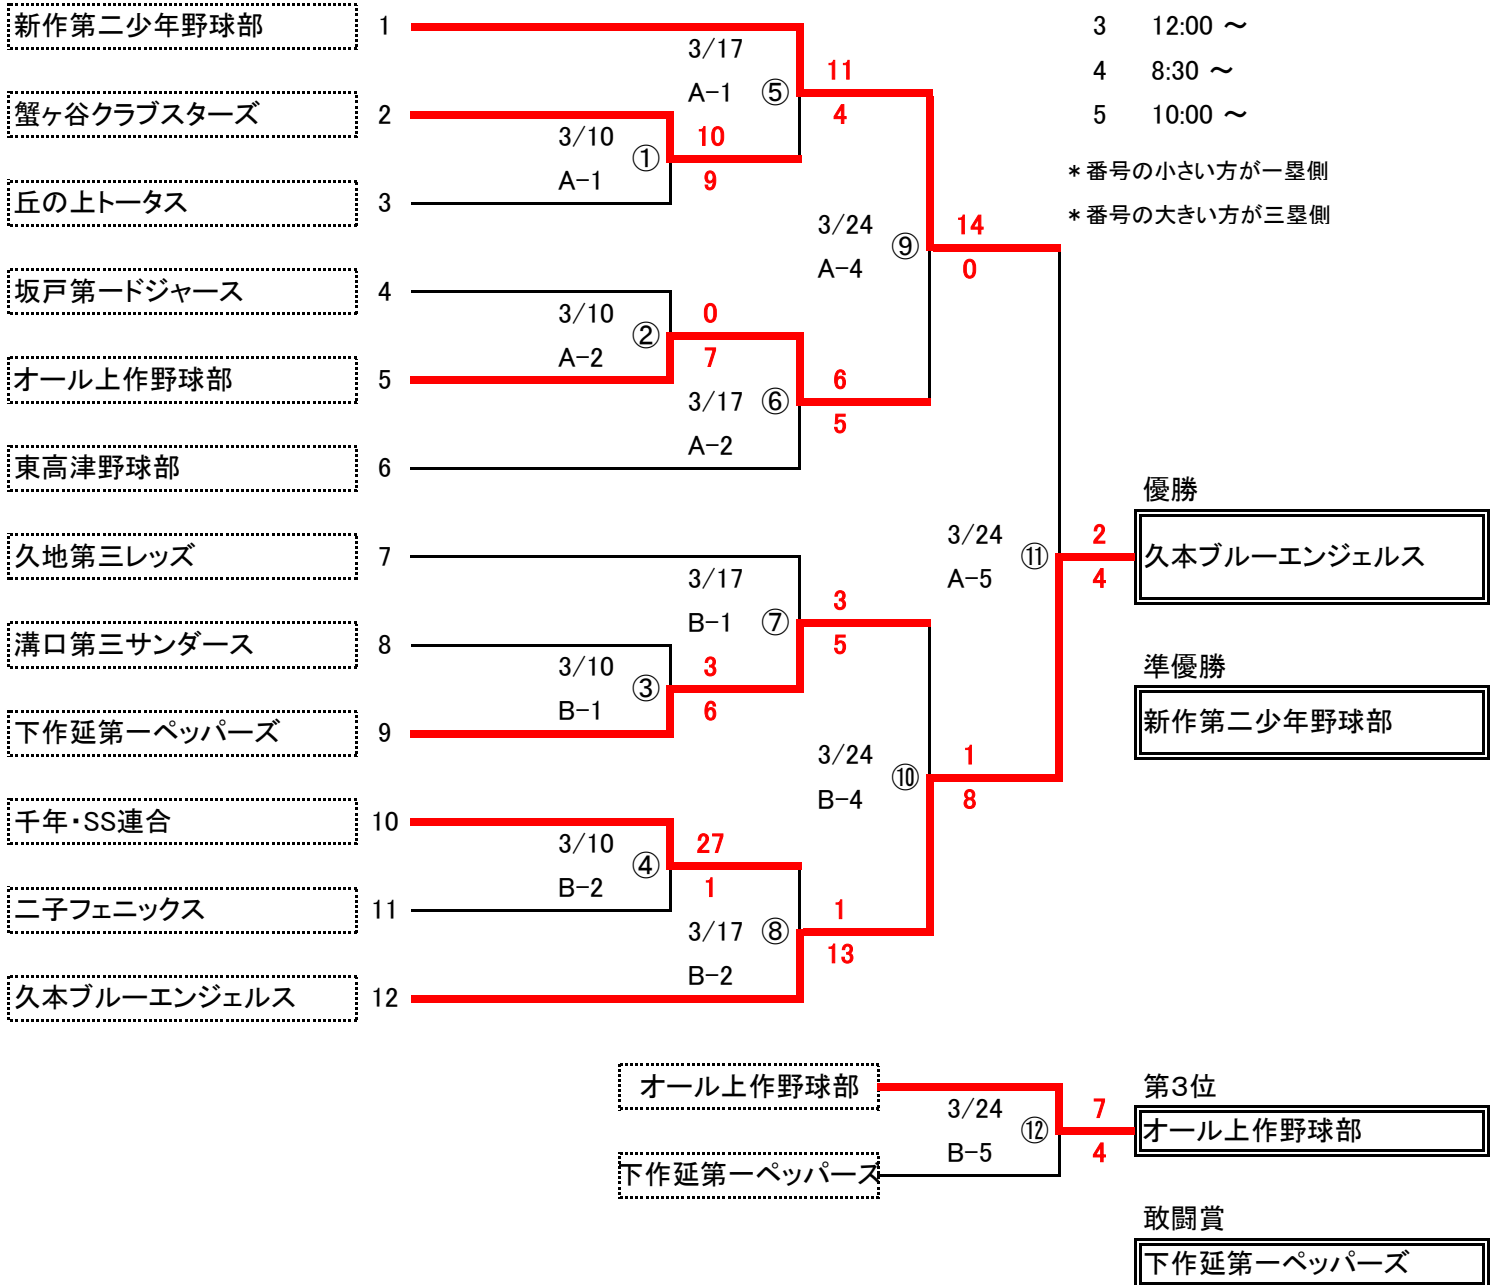 新作第二少年野球部 1
3 12:00 ～
3/17
11
4 8:30 ～
A-1 ⑤
蟹ヶ谷クラブスターズ 2
4
5 10:00 ～
3/10
10
A-1 ①
9
*番号の小さい方が一塁側
丘の上トータス 3
*番号の大きい方が三塁側
3/24
14
A-4 ⑨
0
坂戸第一ドジャース 4
3/10
0
A-2 ②
7
オール上作野球部 5
6
3/17 ⑥
5
A-2
東高津野球部 6
優勝
久地第三レッズ 7
3/24
2
久本ブルーエンジェルス
A-5 ⑪
4
3/17
3
B-1 ⑦
5
溝口第三サンダース 8
3/10
3
準優勝
B-1 ③
6
新作第二少年野球部
下作延第一ペッパーズ 9
3/24
1
B-4 ⑩
8
千年・SS連合 10
3/10
27
B-2 ④
1
二子フェニックス 11
1
3/17 ⑧
13
B-2
久本ブルーエンジェルス 12
オール上作野球部
第３位
3/24
7
オール上作野球部
B-5 ⑫
4
下作延第一ペッパーズ
敢闘賞
下作延第一ペッパーズ